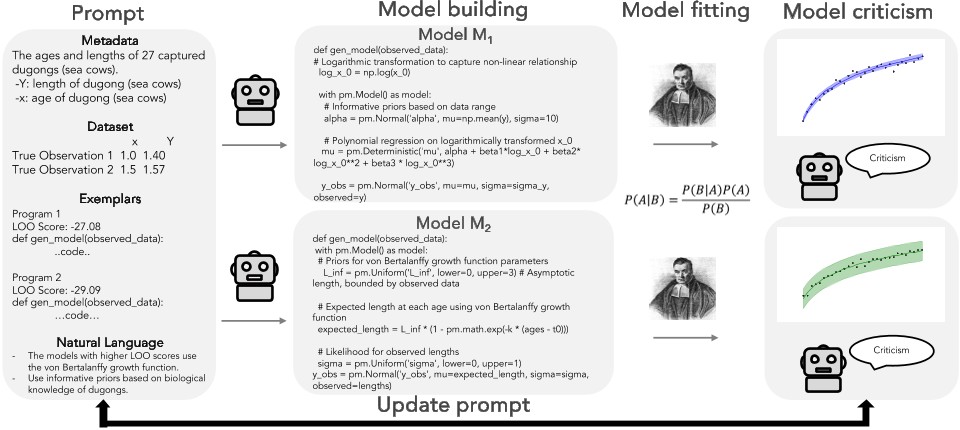 Prompt
Metadata
The ages and lengths of 27 captured
dugongs (sea cows).
-Y: length of dugong (sea cows)
-x: age of dugong (sea cows)
Dataset
x Y
True Observation 1 1.0 1.40
True Observation 2 1.5 1.57
Exemplars
Program 1
LOO Score: -27.08
def gen_model(observed_data):
..code..
Program 2
LOO Score: -29.09
def gen_model(observed_data):
...code...
Natural Language
- The models with higher LOO scores use
the von Bertalanffy growth function.
- Use informative priors based on biological
knowledge of dugongs.
Model building
Model M1
def gen_model(observed_data):
# Logarithmic transformation to capture non-linear relationship
log_x_0 = np.log(x_0)
with pm.Model() as model:
# Informative priors based on data range
alpha = pm.Normal('alpha', mu=np.mean(y), sigma=10)
# Polynomial regression on logarithmically transformed x_0
mu = pm.Deterministic('mu', alpha + beta1*log_x_0 + beta2*
log_x_0**2 + beta3 * log_x_0**3)
y_obs = pm.Normal('y_obs', mu=mu, sigma=sigma_y,
observed=y)
Model M2
def gen_model(observed_data):
with pm.Model() as model:
# Priors for von Bertalanffy growth function parameters
L_inf = pm.Uniform('L_inf', lower=0, upper=3) # Asymptotic
length, bounded by observed data
# Expected length at each age using von Bertalanffy growth
function
expected_length = L_inf * (1 - pm.math.exp(-k * (ages - t0)))
# Likelihood for observed lengths
sigma = pm.Uniform('sigma', lower=0, upper=1)
y_obs = pm.Normal('y_obs', mu=expected_length, sigma=sigma,
observed=lengths)
Model fitting
P(A|B) = P(B|A)P(A) / P(B)
Model criticism
Criticism
Criticism
Update prompt